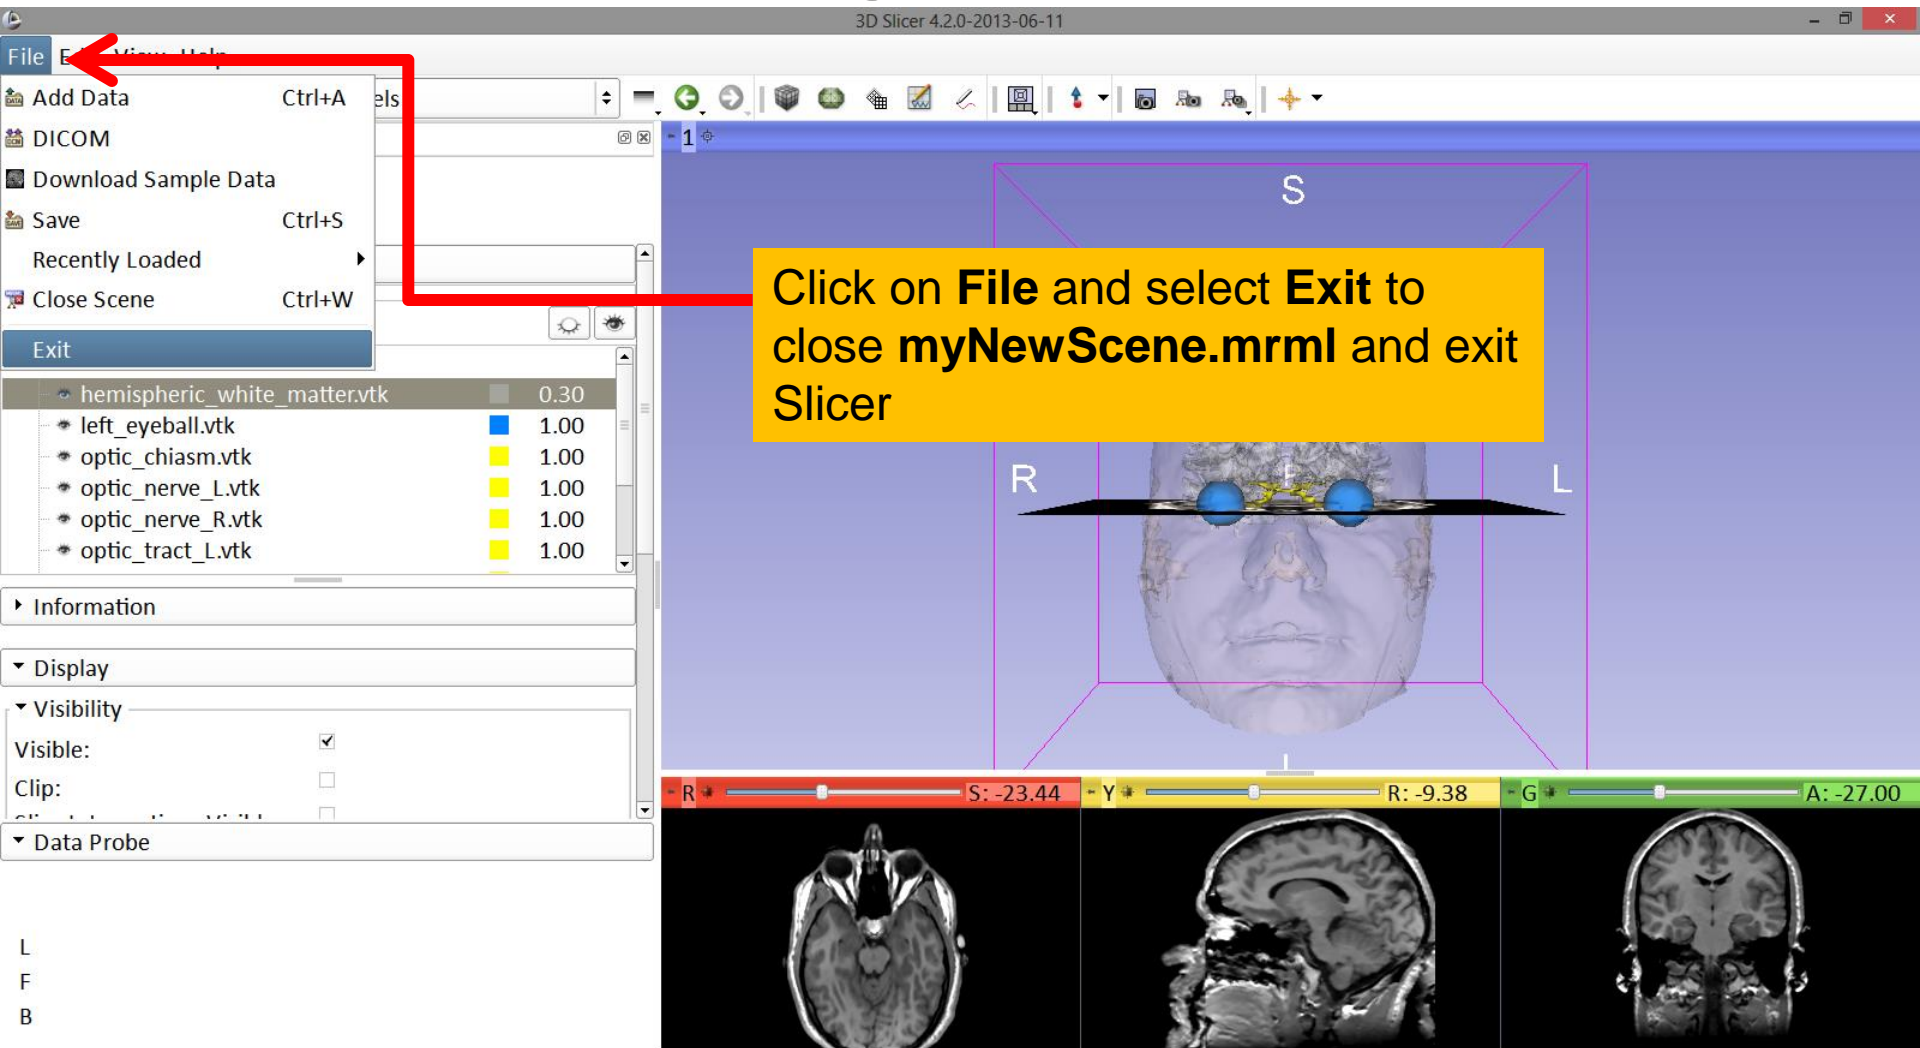 3D Slicer 4.2.0-2013-06-11
File
Add Data Ctrl+A
els
DICOM
Download Sample Data
Save Ctrl+S
Recently Loaded
Close Scene Ctrl+W
Exit
hemispheric_white_matter.vtk 0.30
left_eyeball.vtk 1.00
optic_chiasm.vtk 1.00
optic_nerve_L.vtk 1.00
optic_nerve_R.vtk 1.00
optic_tract_L.vtk 1.00
Information
Display
Visibility
Visible:
Clip:
Data Probe
L
F
B
1
S
Click on File and select Exit to
close myNewScene.mrml and exit
Slicer
R L
R S: -23.44
Y R: -9.38
G A: -27.00